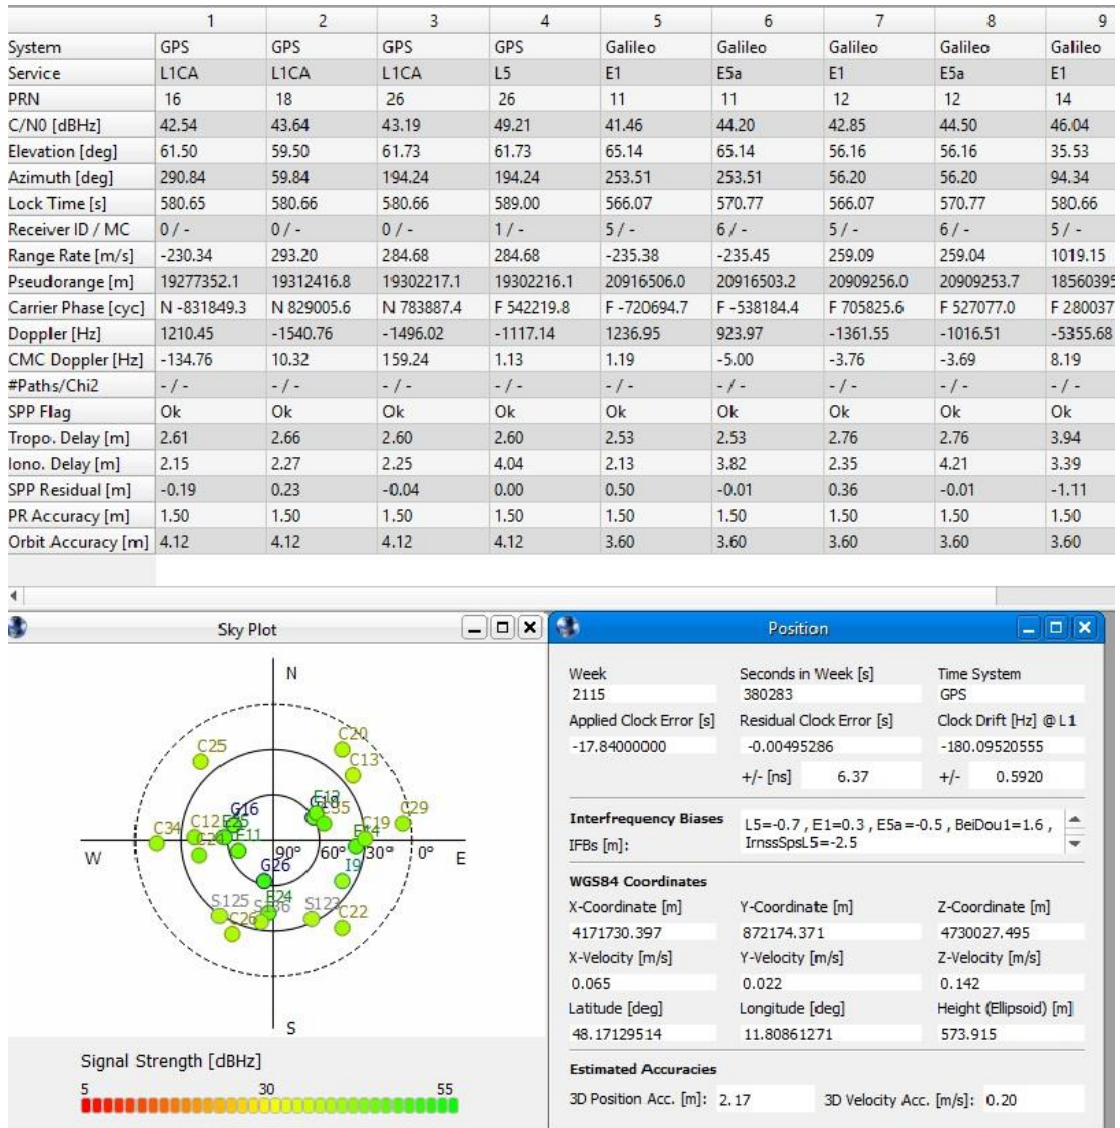 1 2 3 4 5 6 7 8 9
System GPS GPS GPS GPS Galileo Galileo Galileo Galileo Galileo
Service L1CA L1CA L1CA L5 E1 E5a E1 E5a E1
PRN 16 18 26 26 11 11 12 12 14
C/N0 [dBHz] 42.54 43.64 43.19 49.21 41.46 44.20 42.85 44.50 46.04
Elevation [deg] 61.50 59.50 61.73 61.73 65.14 65.14 56.16 56.16 35.53
Azimuth [deg] 290.84 59.84 194.24 194.24 253.51 253.51 56.20 56.20 94.34
Lock Time [s] 580.65 580.66 580.66 589.00 566.07 570.77 566.07 570.77 580.66
Receiver ID / MC 0 / - 0 / - 0 / - 1 / - 5 / - 6 / - 5 / - 6 / - 5 / -
Range Rate [m/s] -230.34 293.20 284.68 284.68 -235.38 -235.45 259.09 259.04 1019.15
Pseudorange [m] 19277352.1 19312416.8 19302217.1 19302216.1 20916506.0 20916503.2 20909256.0 20909253.7 18560395
Carrier Phase [cyc] N -831849.3 N 829005.6 N 783887.4 F 542219.8 F -720694.7 F -538184.4 F 705825.6 F 527077.0 F 280037
Doppler [Hz] 1210.45 -1540.76 -1496.02 -1117.14 1236.95 923.97 -1361.55 -1016.51 -5355.68
CMC Doppler [Hz] -134.76 10.32 159.24 1.13 1.19 -5.00 -3.76 -3.69 8.19
#Paths/Chi2 - / - - / - - / - - / - - / - - / - - / - - / - - / -
SPP Flag Ok Ok Ok Ok Ok Ok Ok Ok Ok
Tropo. Delay [m] 2.61 2.66 2.60 2.60 2.53 2.53 2.76 2.76 3.94
Iono. Delay [m] 2.15 2.27 2.25 4.04 2.13 3.82 2.35 4.21 3.39
SPP Residual [m] -0.19 0.23 -0.04 0.00 0.50 -0.01 0.36 -0.01 -1.11
PR Accuracy [m] 1.50 1.50 1.50 1.50 1.50 1.50 1.50 1.50 1.50
Orbit Accuracy [m] 4.12 4.12 4.12 4.12 3.60 3.60 3.60 3.60 3.60
Sky Plot
N
C20
C25
C13
E12
G16
C29
C12
C19
C34
E11
W
90° 60° 30° 0°
E
G26
I9
S125
E24
S123
C26
C22
S
Signal Strength [dBHz]
5 30 55
Position
Week Seconds in Week [s] Time System
2115 380283 GPS
Applied Clock Error [s] Residual Clock Error [s] Clock Drift [Hz] @ L1
-17.84000000 -0.00495286 -180.09520555
+/- [ns] 6.37 +/- 0.5920
Interfrequency Biases
IFBs [m]:
L5=-0.7 , E1=0.3 , E5a=-0.5 , BeiDou1=1.6 ,
IrnssSpsL5=-2.5
WGS84 Coordinates
X-Coordinate [m] Y-Coordinate [m] Z-Coordinate [m]
4171730.397 872174.371 4730027.495
X-Velocity [m/s] Y-Velocity [m/s] Z-Velocity [m/s]
0.065 0.022 0.142
Latitude [deg] Longitude [deg] Height (Ellipsoid) [m]
48.17129514 11.80861271 573.915
Estimated Accuracies
3D Position Acc. [m]: 2.17 3D Velocity Acc. [m/s]: 0.20